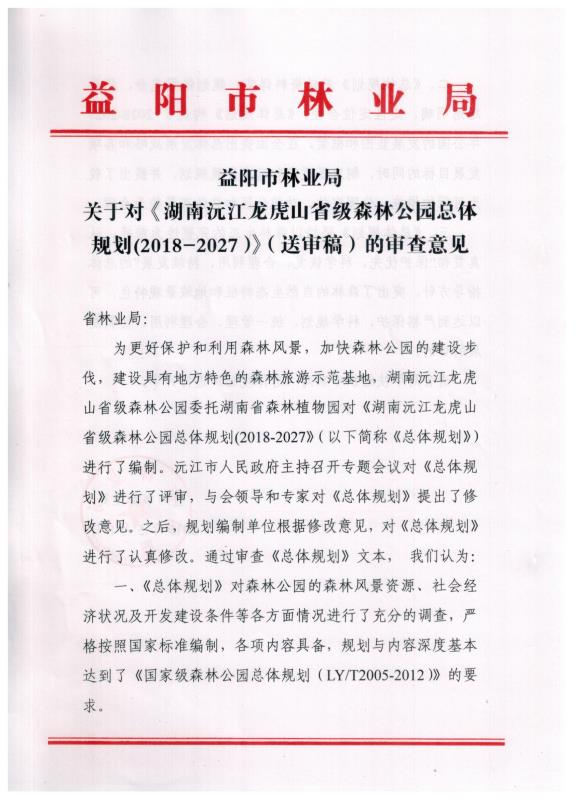 益阳市林业局
益阳市林业局
关于对《湖南沅江龙虎山省级森林公园总体
规划(2018-2027)》(送审稿)的审查意见
省林业局:
为更好保护和利用森林风景,加快森林公园的建设步
伐,建设具有地方特色的森林旅游示范基地,湖南沅江龙虎
山省级森林公园委托湖南省森林植物园对《湖南沅江龙虎山
省级森林公园总体规划(2018-2027)》(以下简称《总体规划》)
进行了编制。沅江市人民政府主持召开专题会议对《总体规
划》进行了评审,与会领导和专家对《总体规划》提出了修
改意见。之后,规划编制单位根据修改意见,对《总体规划》
进行了认真修改。通过审查《总体规划》文本, 我们认为:
一、《总体规划》对森林公园的森林风景资源、社会经
济状况及开发建设条件等各方面情况进行了充分的调查,严
格按照国家标准编制,各项内容具备,规划与内容深度基本
达到了《国家级森林公园总体规划(LY/T2005-2012)》的要
求。